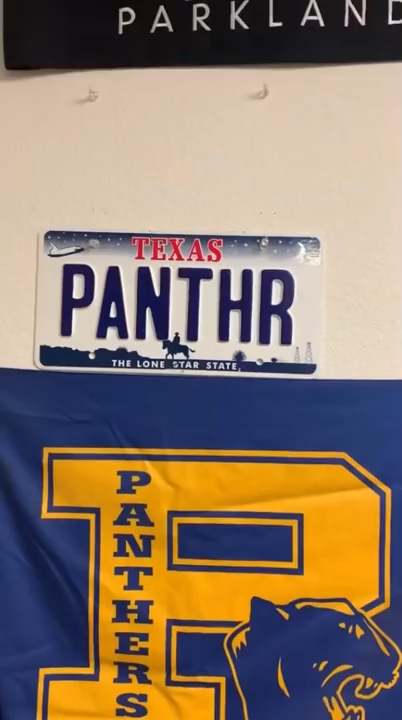 PARKLAND
TEXAS
PANTHR
THE LONE STAR STATE
PANTHERS